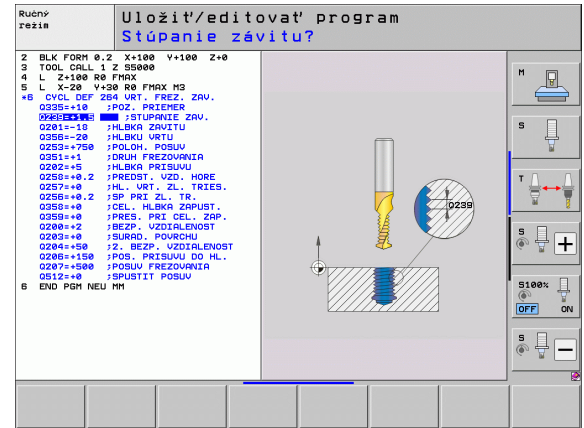 Ručný
režim
Uložiť/editovať program
Stúpanie závitu?
2 BLK FORM 0.2 X+100 Y+100 Z+0
3 TOOL CALL 1 Z S5000
4 L Z+100 R0 FMAX
5 L X-20 Y+30 R0 FMAX M3
*6 CYCL DEF 264 VRT. FREZ. ZAV.
Q335=+10 ;POZ. PRIEMER
Q239=+1.5 ;STUPANIE ZAV.
Q201=-18 ;HLBKA ZAVITU
Q356=-20 ;HLBKU VRTU
Q253=+750 ;POLOH. POSUV
Q351=+1 ;DRUH FREZOVANIA
Q202=+5 ;HLBKA PRISUVU
Q258=+0.2 ;PREDST. VZD. HORE
Q257=+0 ;HL. VRT. ZL. TRIES.
Q256=+0.2 ;SP PRI ZL. TR.
Q358=+0 ;CEL. HLBKA ZAPUST.
Q359=+0 ;PRES. PRI CEL. ZAP.
Q200=+2 ;BEZP. VZDIALENOST
Q203=+0 ;SURAD. POVRCHU
Q204=+50 ;2. BEZP. VZDIALENOST
Q206=+150 ;POS. PRISUVU DO HL.
Q207=+500 ;POSUV FREZOVANIA
Q512=+0 ;SPUSTIT POSUV
6 END PGM NEU MM
Q239
M
S
T
S
S100%
OFF ON
S